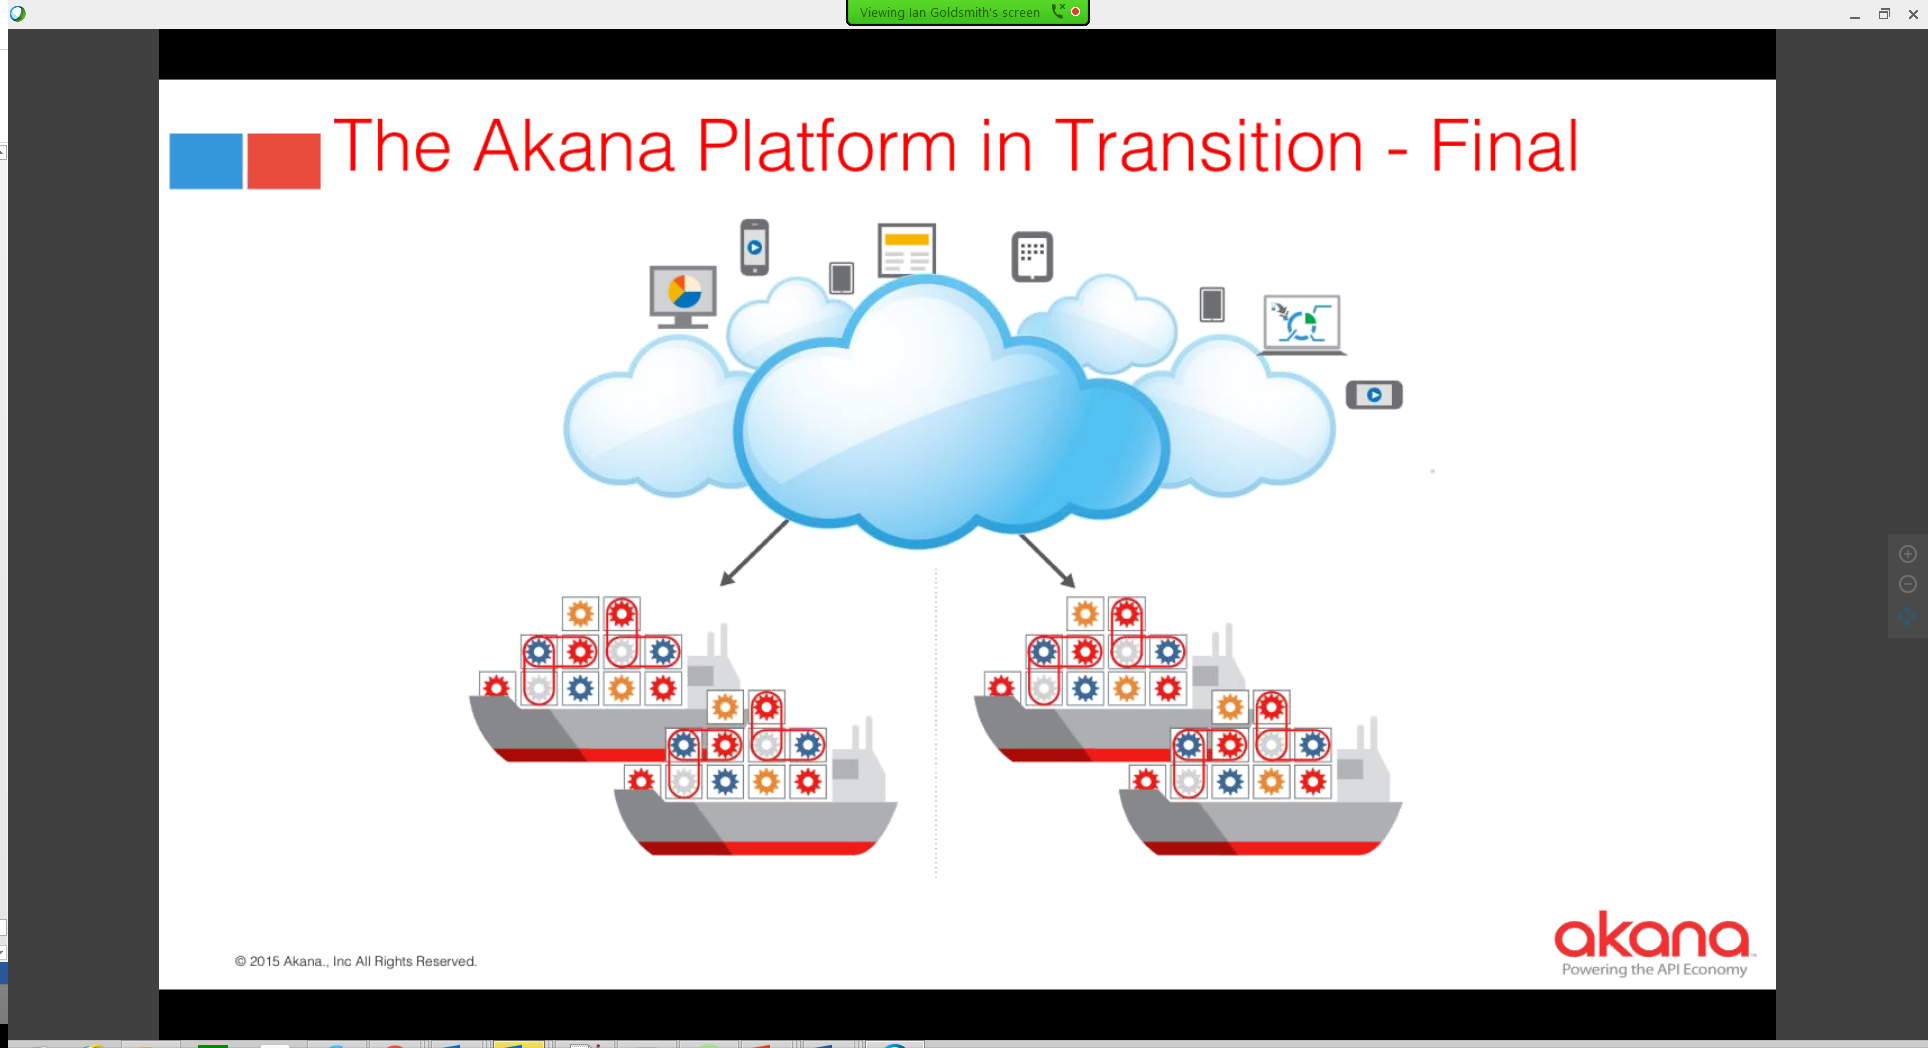 Viewing Ian Goldsmith's screen
The Akana Platform in Transition - Final
© 2015 Akana., Inc All Rights Reserved.
akana
Powering the API Economy